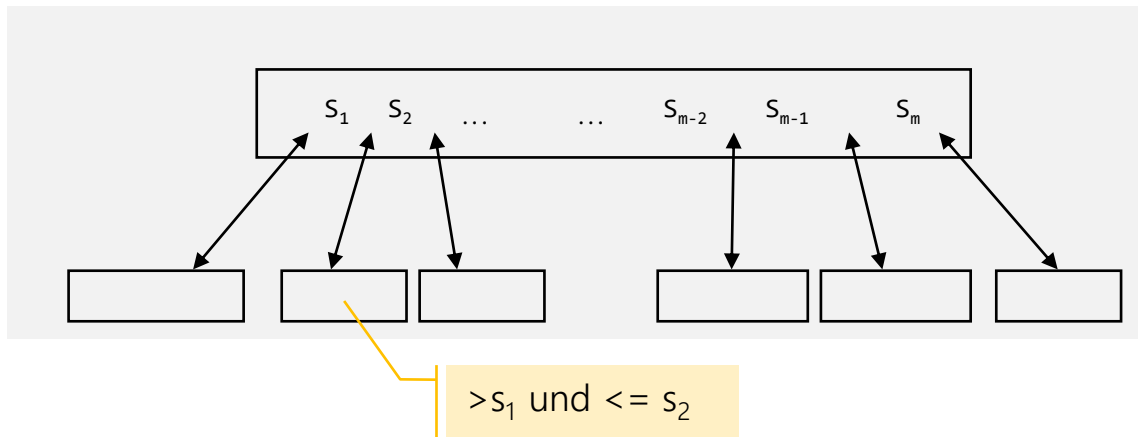 S₁ S₂ ... ... Sₘ₋₂ Sₘ₋₁ Sₘ
>s₁ und <= s₂